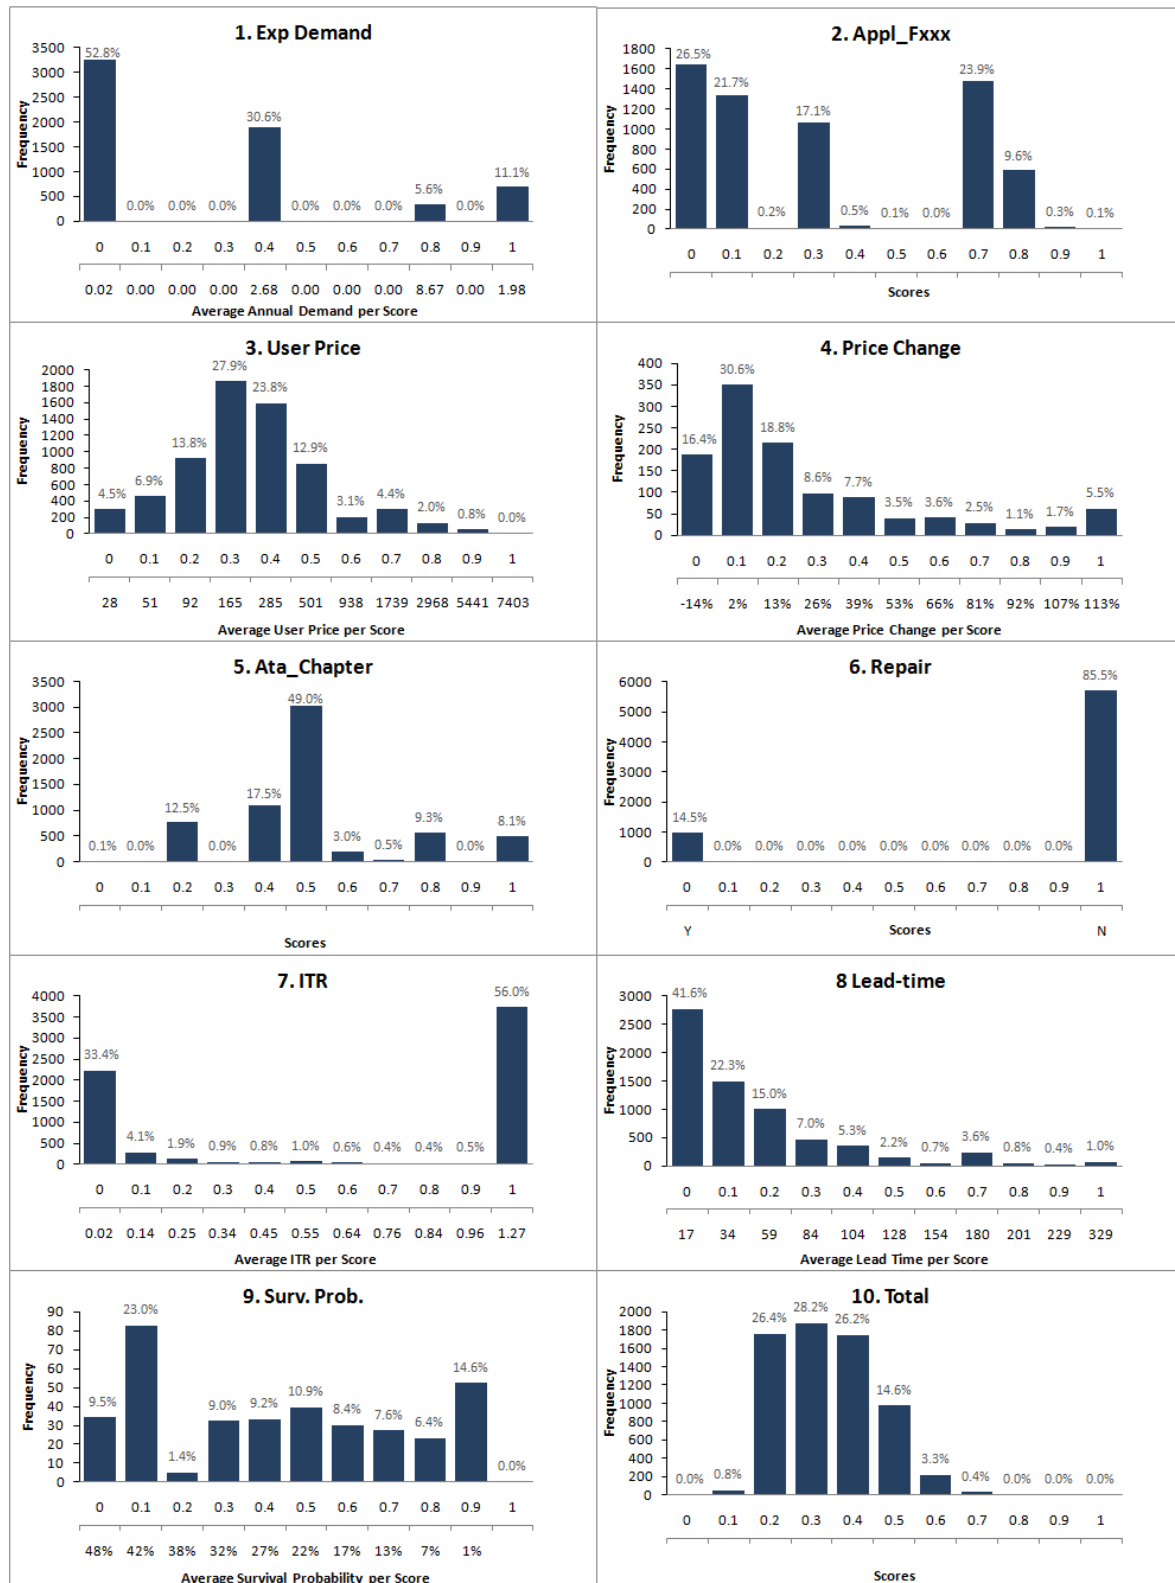 1. Exp Demand
3500
3000
2500
2000
1500
1000
500
0
Frequency
52.8% 0.0% 0.0% 0.0% 30.6% 0.0% 0.0% 0.0% 5.6% 0.0% 11.1%
0 0.1 0.2 0.3 0.4 0.5 0.6 0.7 0.8 0.9 1
0.02 0.00 0.00 0.00 2.68 0.00 0.00 0.00 8.67 0.00 1.98
Average Annual Demand per Score
2. Appl_Fxxx
1800
1600
1400
1200
1000
800
600
400
200
0
Frequency
26.5% 21.7% 0.2% 17.1% 0.5% 0.1% 0.0% 23.9% 9.6% 0.3% 0.1%
0 0.1 0.2 0.3 0.4 0.5 0.6 0.7 0.8 0.9 1
Scores
3. User Price
2000
1800
1600
1400
1200
1000
800
600
400
200
0
Frequency
4.5% 6.9% 13.8% 27.9% 23.8% 12.9% 3.1% 4.4% 2.0% 0.8% 0.0%
0 0.1 0.2 0.3 0.4 0.5 0.6 0.7 0.8 0.9 1
28 51 92 165 285 501 938 1739 2968 5441 7403
Average User Price per Score
4. Price Change
400
350
300
250
200
150
100
50
0
Frequency
16.4% 30.6% 18.8% 8.6% 7.7% 3.5% 3.6% 2.5% 1.1% 1.7% 5.5%
0 0.1 0.2 0.3 0.4 0.5 0.6 0.7 0.8 0.9 1
-14% 2% 13% 26% 39% 53% 66% 81% 92% 107% 113%
Average Price Change per Score
5. Ata_Chapter
3500
3000
2500
2000
1500
1000
500
0
Frequency
0.1% 0.0% 12.5% 0.0% 17.5% 49.0% 3.0% 0.5% 9.3% 0.0% 8.1%
0 0.1 0.2 0.3 0.4 0.5 0.6 0.7 0.8 0.9 1
Scores
6. Repair
6000
5000
4000
3000
2000
1000
0
Frequency
14.5% 0.0% 0.0% 0.0% 0.0% 0.0% 0.0% 0.0% 0.0% 0.0% 85.5%
0 0.1 0.2 0.3 0.4 0.5 0.6 0.7 0.8 0.9 1
Y Scores N
7. ITR
4000
3500
3000
2500
2000
1500
1000
500
0
Frequency
33.4% 4.1% 1.9% 0.9% 0.8% 1.0% 0.6% 0.4% 0.4% 0.5% 56.0%
0 0.1 0.2 0.3 0.4 0.5 0.6 0.7 0.8 0.9 1
0.02 0.14 0.25 0.34 0.45 0.55 0.64 0.76 0.84 0.96 1.27
Average ITR per Score
8 Lead-time
3000
2500
2000
1500
1000
500
0
Frequency
41.6% 22.3% 15.0% 7.0% 5.3% 2.2% 0.7% 3.6% 0.8% 0.4% 1.0%
0 0.1 0.2 0.3 0.4 0.5 0.6 0.7 0.8 0.9 1
17 34 59 84 104 128 154 180 201 229 329
Average Lead Time per Score
9. Surv. Prob.
90
80
70
60
50
40
30
20
10
0
Frequency
9.5% 23.0% 1.4% 9.0% 9.2% 10.9% 8.4% 7.6% 6.4% 14.6% 0.0%
0 0.1 0.2 0.3 0.4 0.5 0.6 0.7 0.8 0.9 1
48% 42% 38% 32% 27% 22% 17% 13% 7% 1%
Average Survival Probability per Score
10. Total
2000
1800
1600
1400
1200
1000
800
600
400
200
0
Frequency
0.0% 0.8% 26.4% 28.2% 26.2% 14.6% 3.3% 0.4% 0.0% 0.0% 0.0%
0 0.1 0.2 0.3 0.4 0.5 0.6 0.7 0.8 0.9 1
Scores